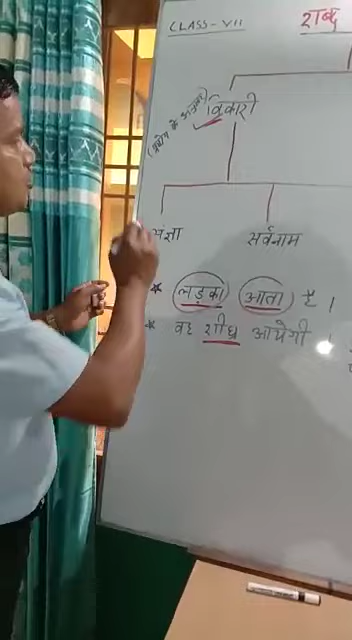 CLASS-VII
शब्द
विकारी
(प्रयोग के आधार)
संज्ञा सर्वनाम
* लड़का आता है ।
* वह शीघ्र आयेगी ।